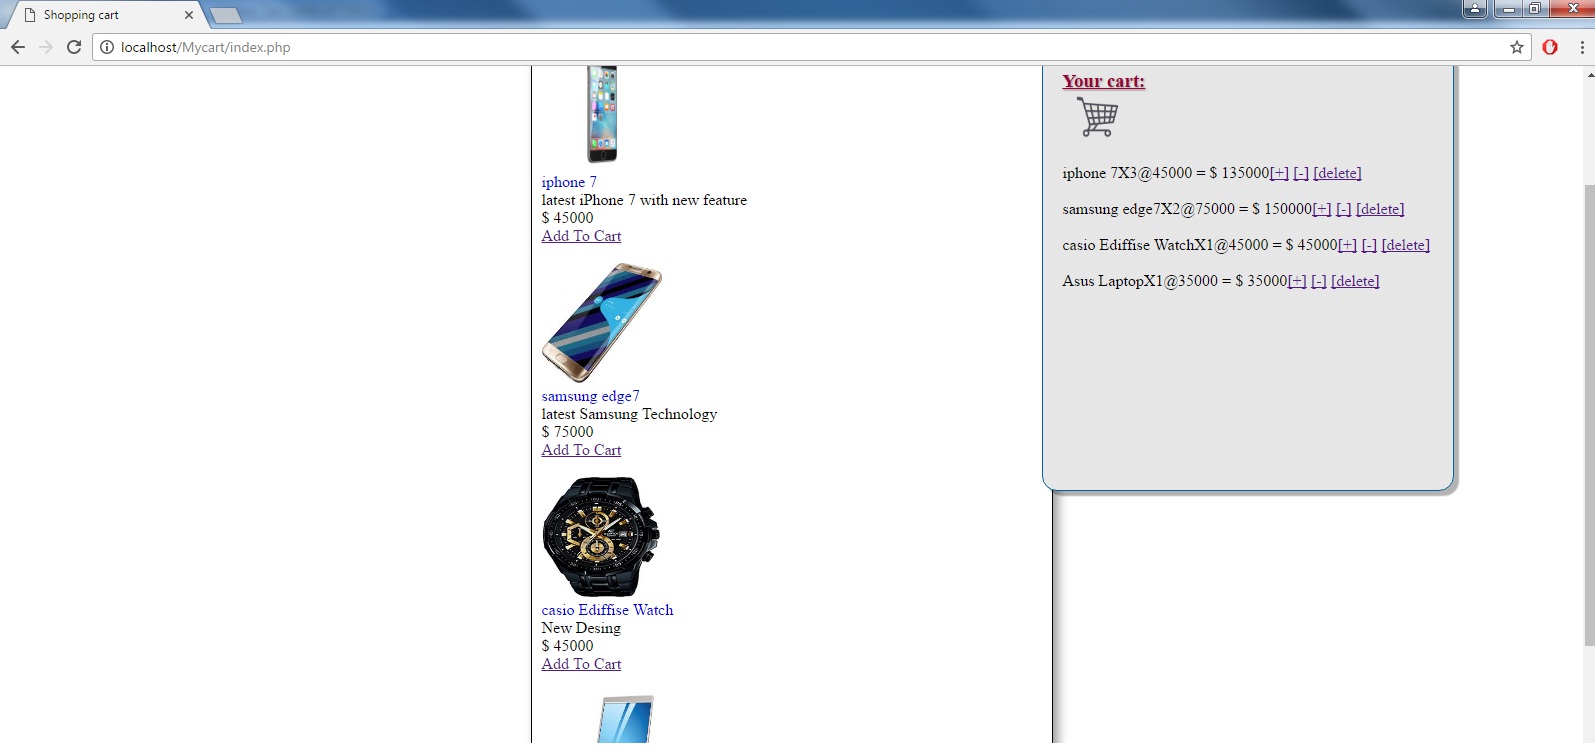 Shopping cart
localhost/Mycart/index.php
iphone 7
latest iPhone 7 with new feature
$ 45000
Add To Cart
samsung edge7
latest Samsung Technology
$ 75000
Add To Cart
casio Ediffise Watch
New Desing
$ 45000
Add To Cart
Your cart:
iphone 7X3@45000 = $ 135000[+] [-] [delete]
samsung edge7X2@75000 = $ 150000[+] [-] [delete]
casio Ediffise WatchX1@45000 = $ 45000[+] [-] [delete]
Asus LaptopX1@35000 = $ 35000[+] [-] [delete]